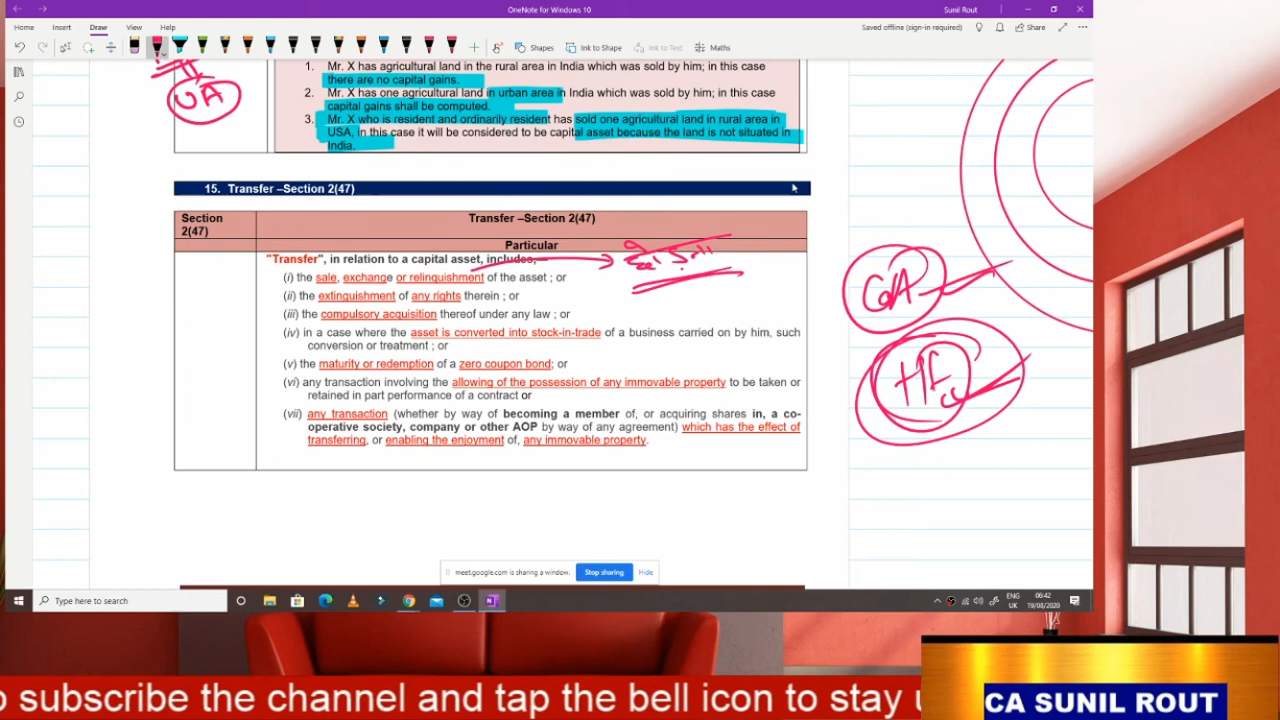 OneNote for Windows 10
Sunil Rout
Home Insert Draw View Help
Saved offline (sign-in required)
Share
Shapes
Ink to Shape
Ink to Text
Maths
1. Mr. X has agricultural land in the rural area in India which was sold by him; in this case
there are no capital gains.
2. Mr. X has one agricultural land in urban area in India which was sold by him; in this case
capital gains shall be computed.
3. Mr. X who is resident and ordinarily resident has sold one agricultural land in rural area in
USA, in this case it will be considered to be capital asset because the land is not situated in
India.
UA
15. Transfer –Section 2(47)
Section
2(47)
Transfer –Section 2(47)
Particular
"Transfer", in relation to a capital asset, includes,—
(i) the sale, exchange or relinquishment of the asset ; or
(ii) the extinguishment of any rights therein ; or
(iii) the compulsory acquisition thereof under any law ; or
(iv) in a case where the asset is converted into stock-in-trade of a business carried on by him, such
conversion or treatment ; or
(v) the maturity or redemption of a zero coupon bond; or
(vi) any transaction involving the allowing of the possession of any immovable property to be taken or
retained in part performance of a contract or
(vii) any transaction (whether by way of becoming a member of, or acquiring shares in, a co-
operative society, company or other AOP by way of any agreement) which has the effect of
transferring, or enabling the enjoyment of, any immovable property.
meet.google.com is sharing a window.
Stop sharing
Hide
Type here to search
ENG
UK
06:42
19/08/2020
o subscribe the channel and tap the bell icon to stay u
CA SUNIL ROUT